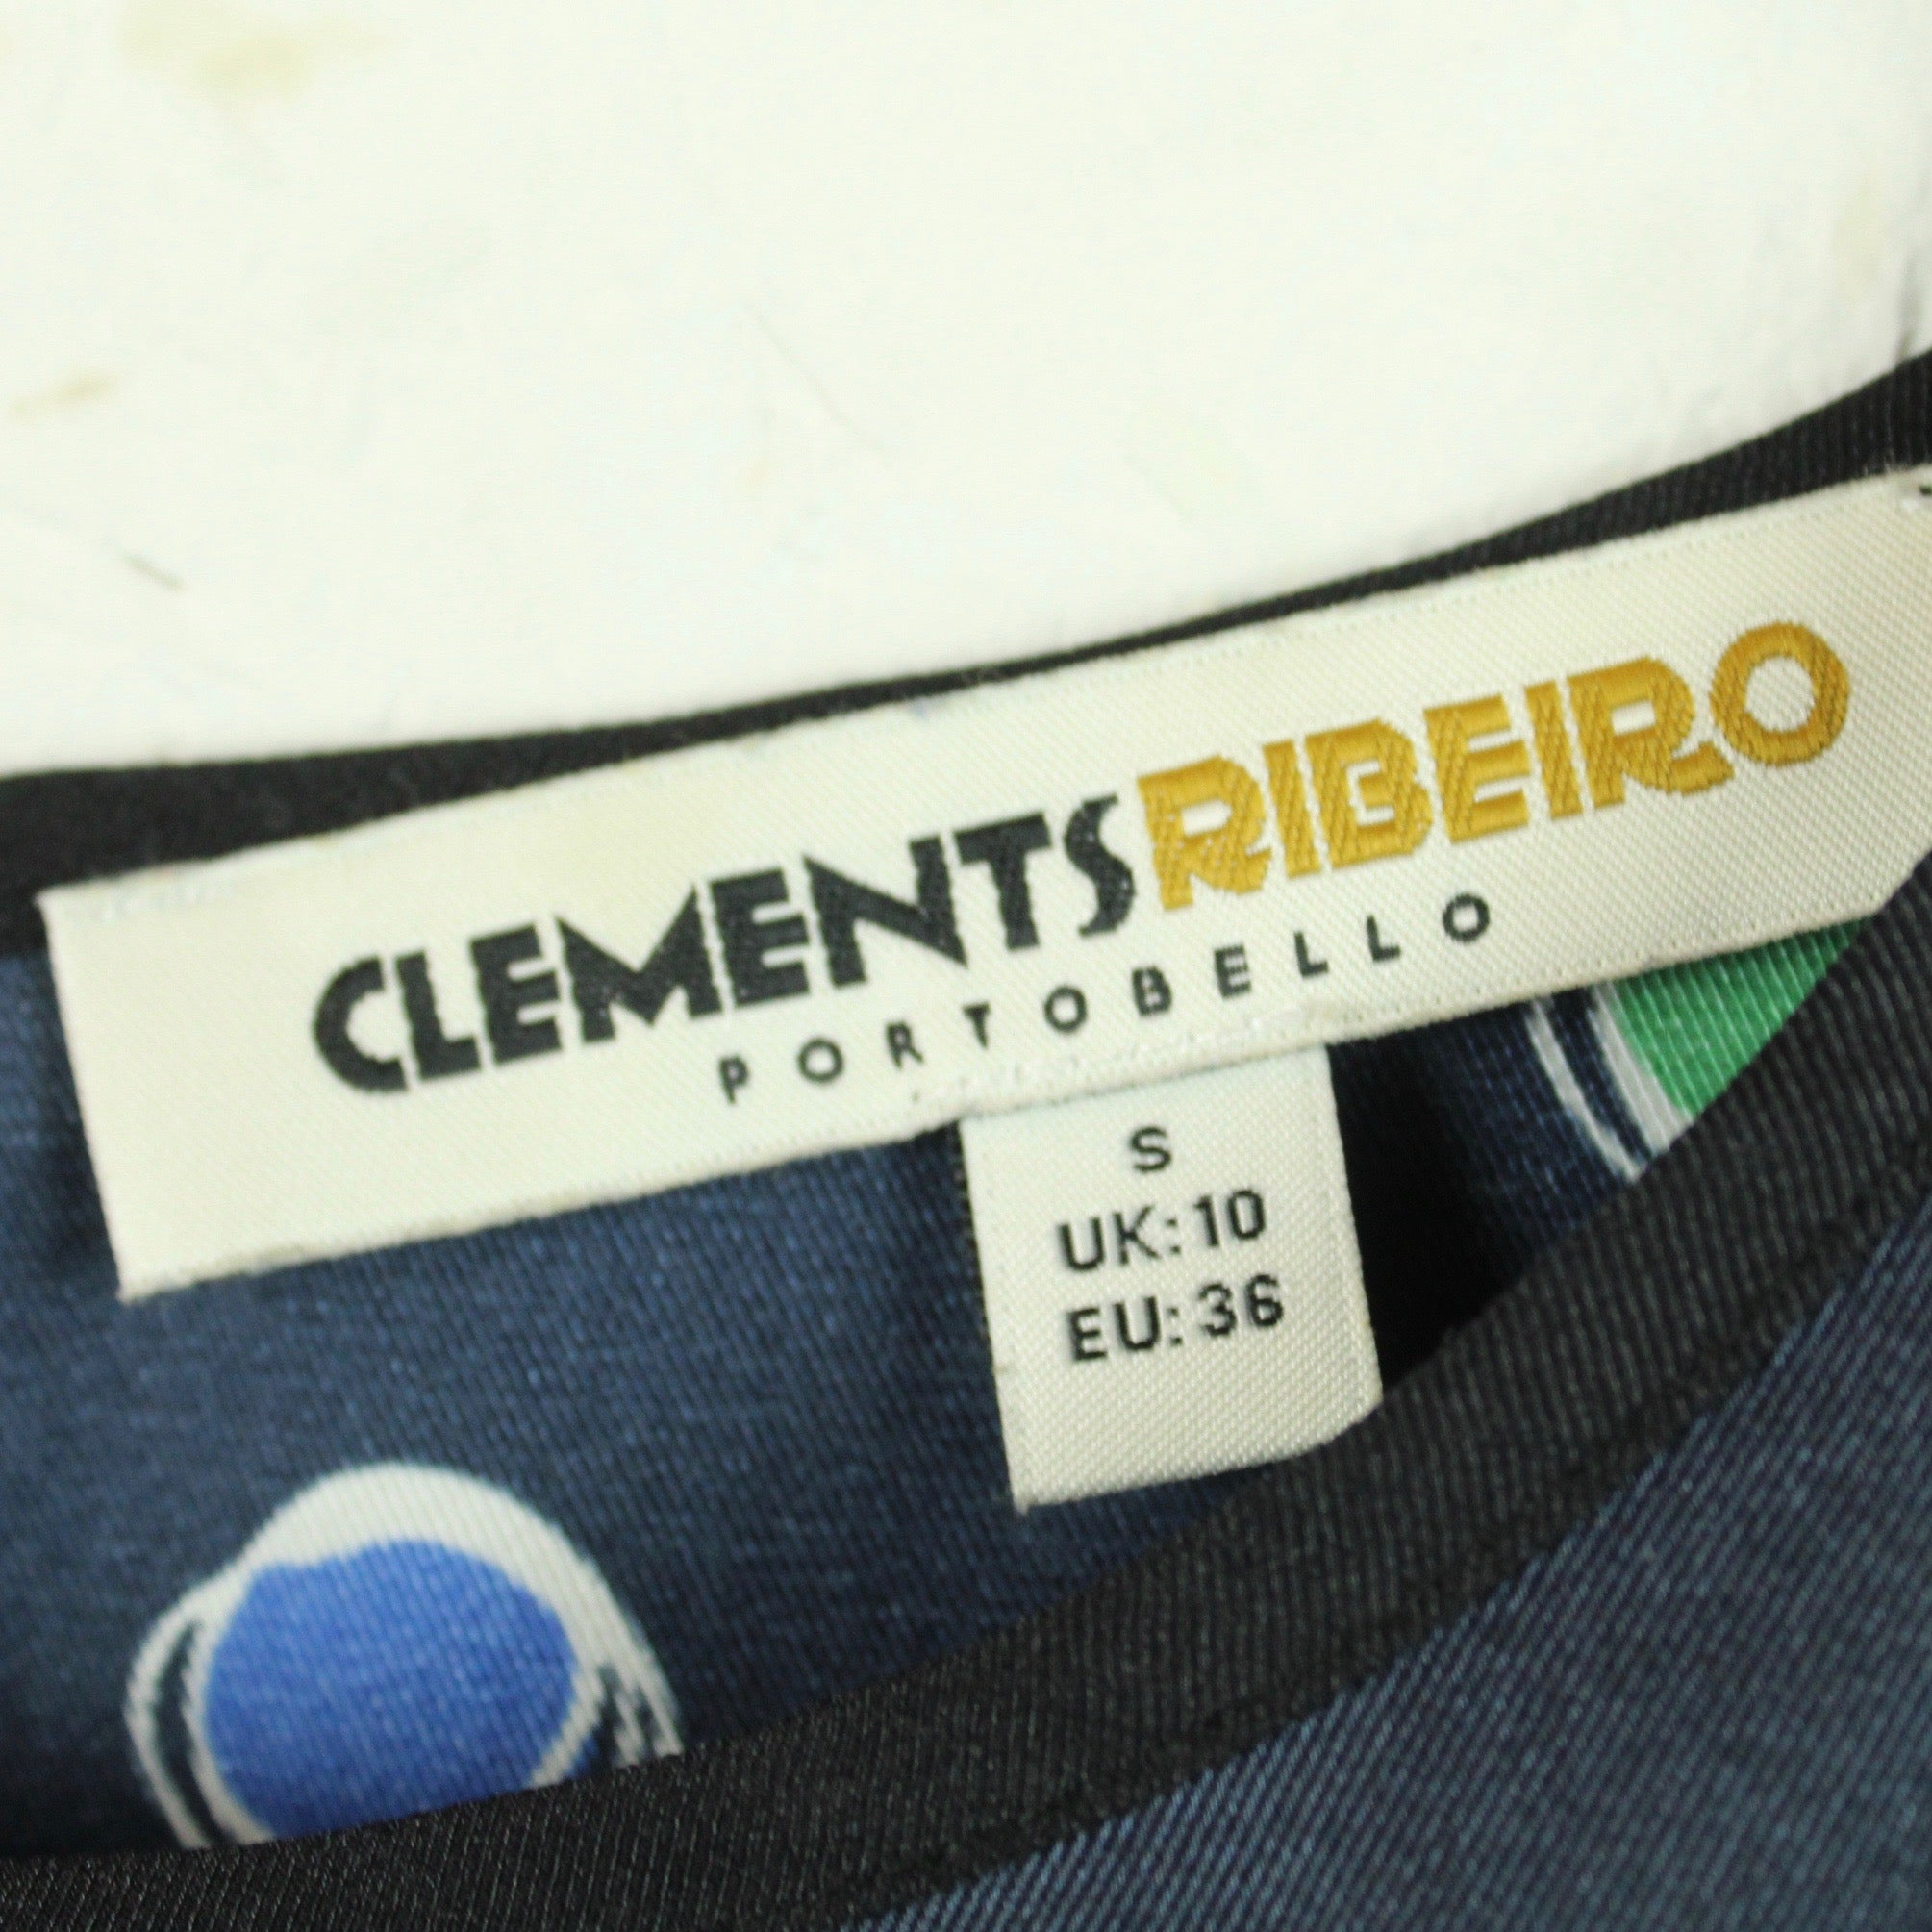 CLEMENTSRIBEIRO
PORTOBELLO
S
UK: 10
EU: 36